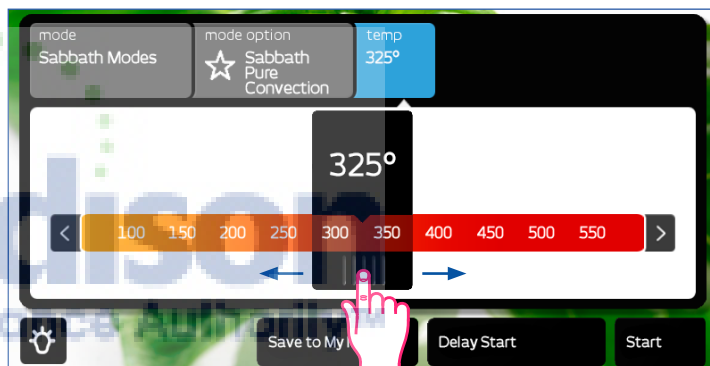 mode
mode option
temp
Sabbath Modes
Sabbath
Pure
Convection
325°
325°
100 150 200 250 300 350 400 450 500 550
Save to My
Delay Start
Start